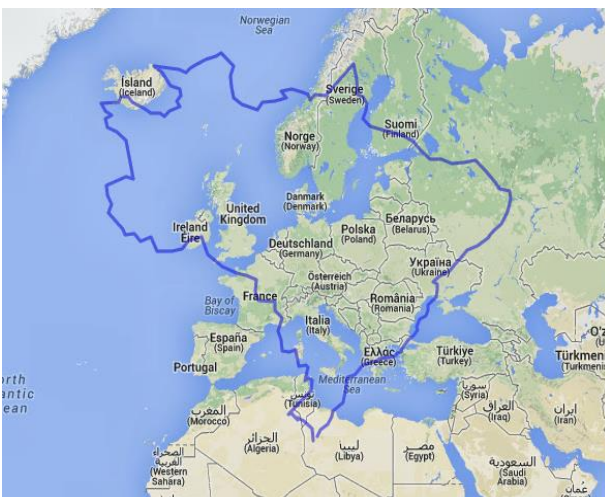 Norwegian
Sea
Ísland
(Iceland)
Sverige
(Sweden)
Suomi
(Finland)
Norge
(Norway)
Danmark
(Denmark)
United
Kingdom
Ireland
Éire
Беларусь
(Belarus)
Polska
(Poland)
Deutschland
(Germany)
Україна
(Ukraine)
Österreich
(Austria)
France
România
(Romania)
Bay of
Biscay
Italia
(Italy)
España
(Spain)
Portugal
Ελλάς
(Greece)
Türkiye
(Turkey)
Türkmen
(Turkmeni
Mediterranean
Sea
orth
antic
ean
تونس
(Tunisia)
سوريا
(Syria)
العراق
(Iraq)
ایران
(Iran)
المغرب
(Morocco)
الجزائر
(Algeria)
ليبيا
(Libya)
مصر
(Egypt)
السعودية
(Saudi
Arabia)
الصحراء
الغربية
(Western
Sahara)
عُمان